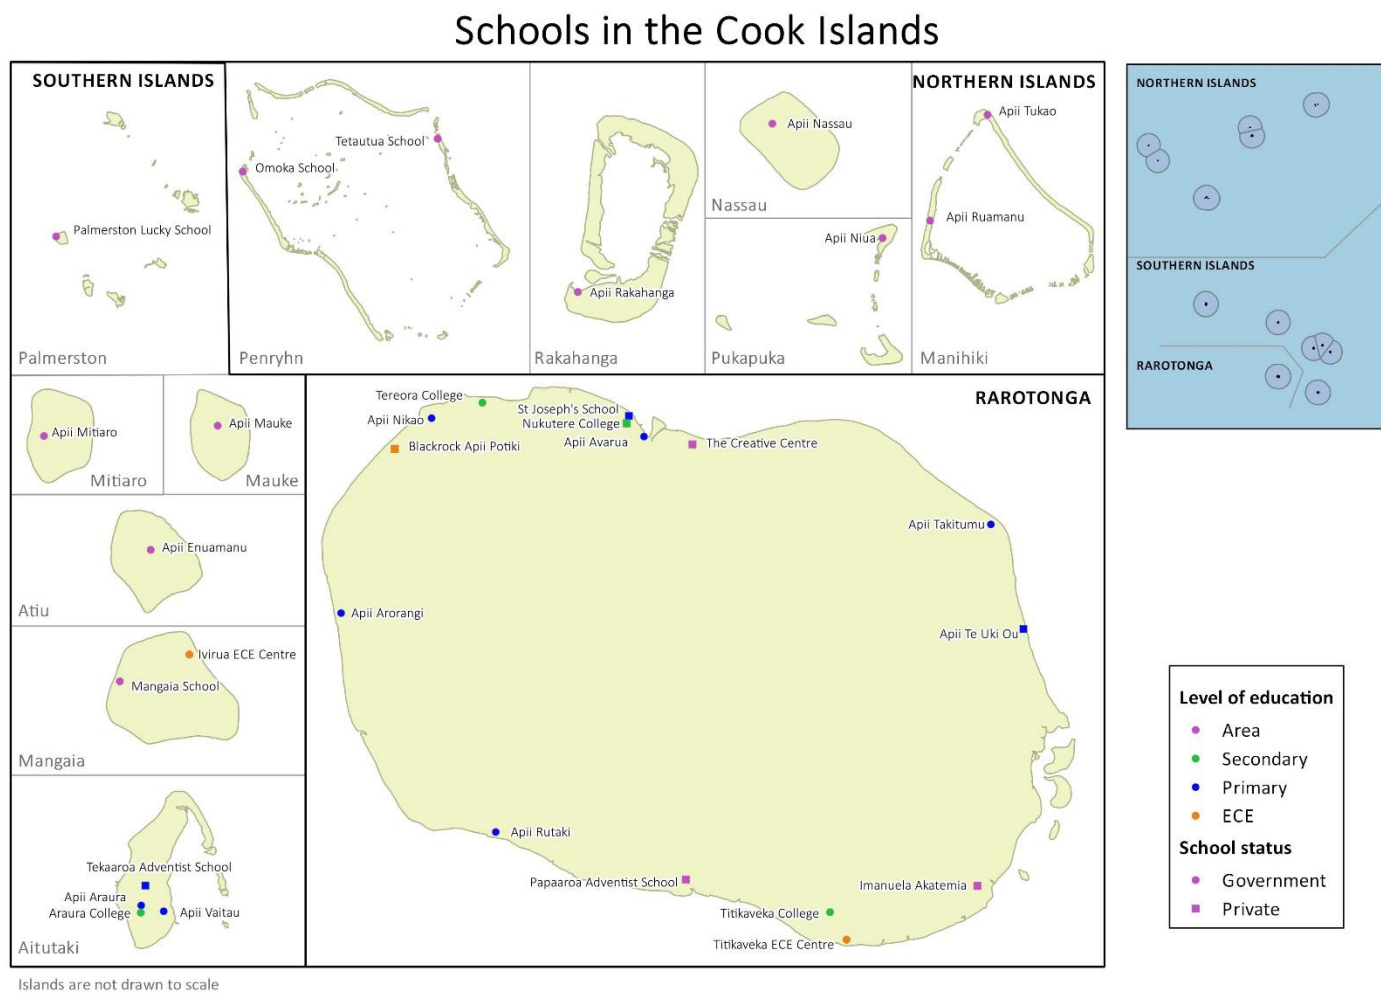 Schools in the Cook Islands
SOUTHERN ISLANDS
Palmerston Lucky School
Palmerston
Tetautua School
Omoka School
Penryhn
Apii Rakahanga
Rakahanga
Apii Nassau
Nassau
Apii Niua
Pukapuka
NORTHERN ISLANDS
Apii Tukao
Apii Ruamanu
Manihiki
NORTHERN ISLANDS
SOUTHERN ISLANDS
RAROTONGA
Apii Mitiaro
Mitiaro
Apii Mauke
Mauke
Apii Enuamanu
Atiu
Ivirua ECE Centre
Mangaia School
Mangaia
Tekaaroa Adventist School
Apii Araura
Araura College
Apii Vaitau
Aitutaki
RAROTONGA
Tereora College
Apii Nikao
Blackrock Apii Potiki
St Joseph's School
Nukutere College
Apii Avarua
The Creative Centre
Apii Takitumu
Apii Arorangi
Apii Te Uki Ou
Apii Rutaki
Papaaroa Adventist School
Imanuela Akatemia
Titikaveka College
Titikaveka ECE Centre
Level of education
Area
Secondary
Primary
ECE
School status
Government
Private
Islands are not drawn to scale